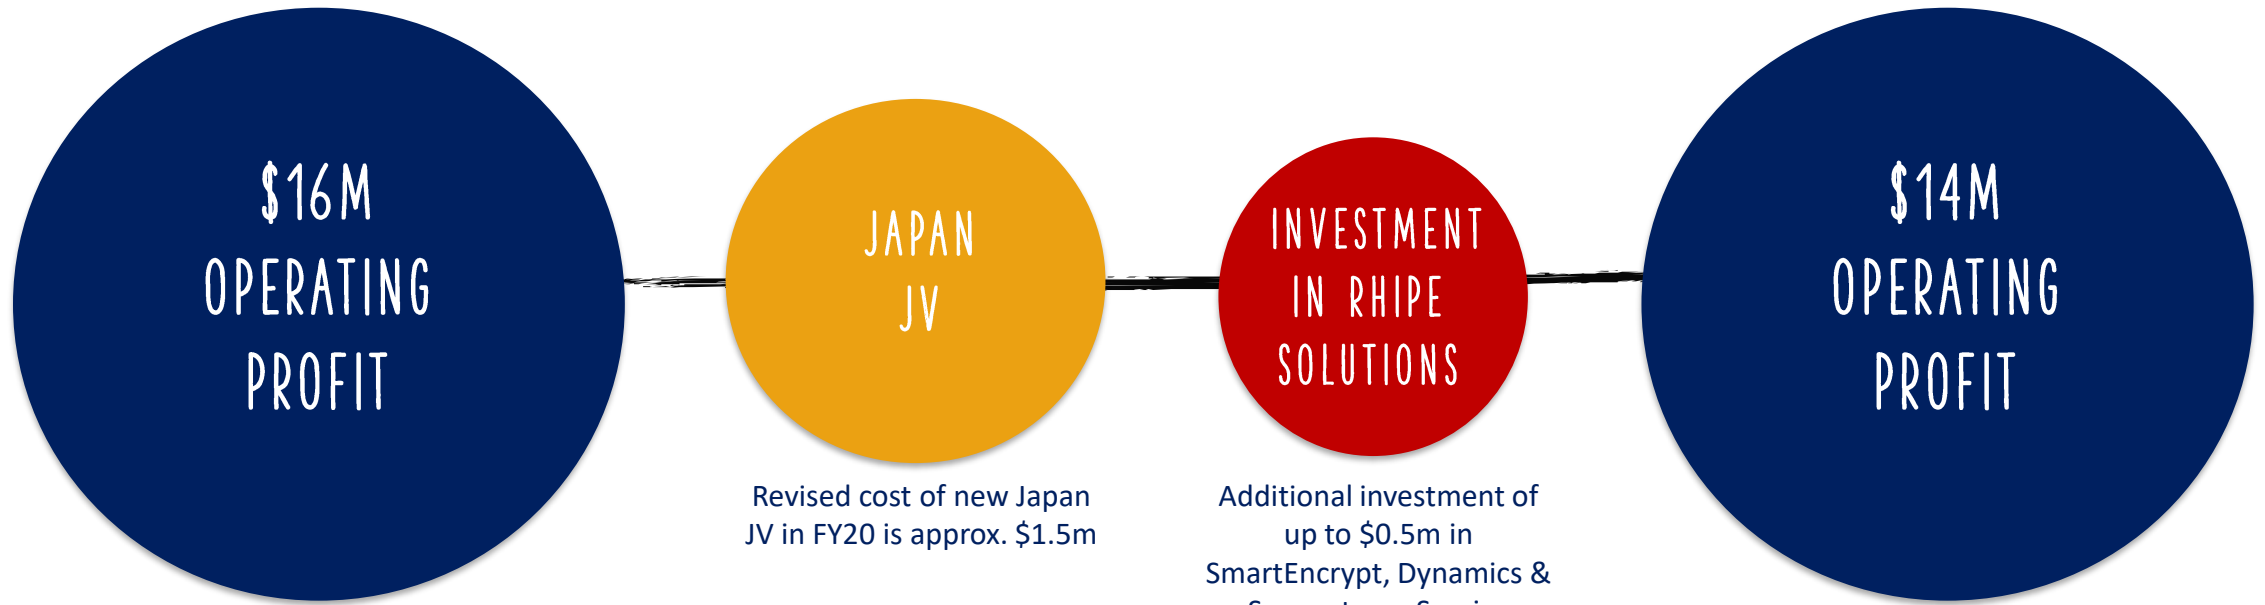 $16M
OPERATING
PROFIT
JAPAN
JV
Revised cost of new Japan
JV in FY20 is approx. $1.5m
INVESTMENT
IN RHIPE
SOLUTIONS
Additional investment of
up to $0.5m in
SmartEncrypt, Dynamics &
$14M
OPERATING
PROFIT